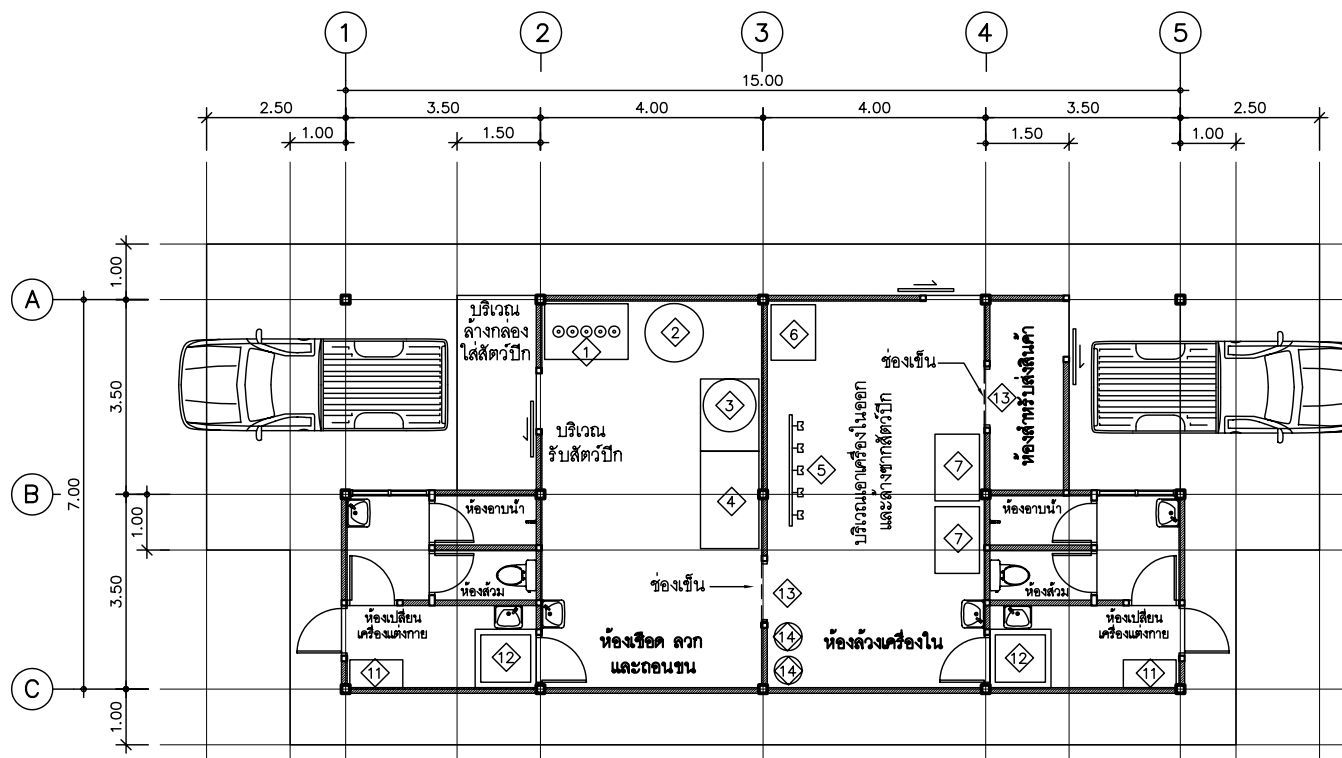 1
2
3
4
5
15.00
2.50
3.50
4.00
4.00
3.50
2.50
1.00
1.50
1.50
1.00
A
B
C
1.00
3.50
7.00
1.00
3.50
1.00
บริเวณ
ล้างกล่อง
ใส่สัตว์ปีก
1
2
6
ช่องเข็น
13
ห้องสำหรับส่งสินค้า
3
บริเวณ
รับสัตว์ปีก
5
บริเวณเอาเครื่องในออก
และล้างซากสัตว์ปีก
7
4
7
ห้องอาบน้ำ
ห้องอาบน้ำ
ห้องส้วม
ห้องส้วม
ช่องเข็น
13
ห้องเปลี่ยน
เครื่องแต่งกาย
ห้องเปลี่ยน
เครื่องแต่งกาย
ห้องเชือด ลวก
และถอนขน
14
ห้องล้วงเครื่องใน
12
12
11
14
11